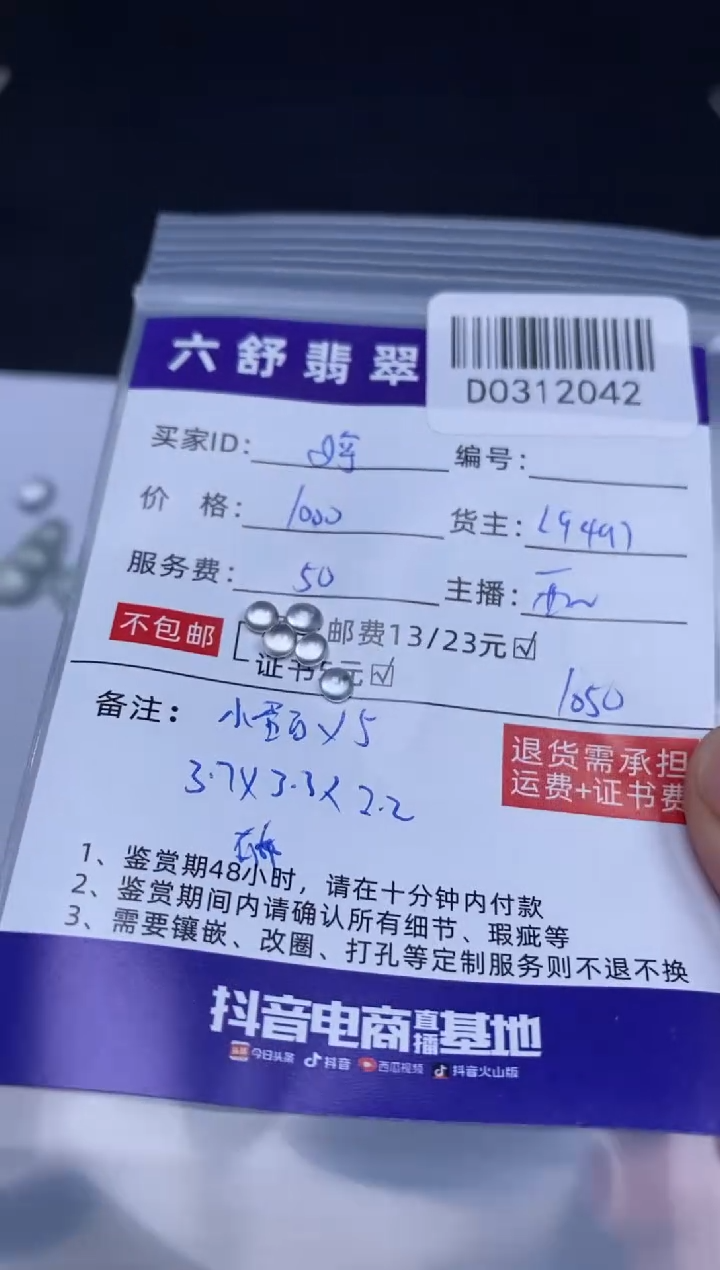 六舒翡翠
D0312042
买家ID:
编号:
价 格: 1000
货主: L9497
服务费: 50
主播:
不包邮
邮费13/23元☑
证书5元☑
1050
备注: 小蛋面X5
3.7X3.3X2.2
退货需承担
运费+证书费
1、鉴赏期48小时，请在十分钟内付款
2、鉴赏期间内请确认所有细节、瑕疵等
3、需要镶嵌、改圈、打孔等定制服务则不退不换
抖音电商直播基地
今日头条 抖音 西瓜视频 抖音火山版